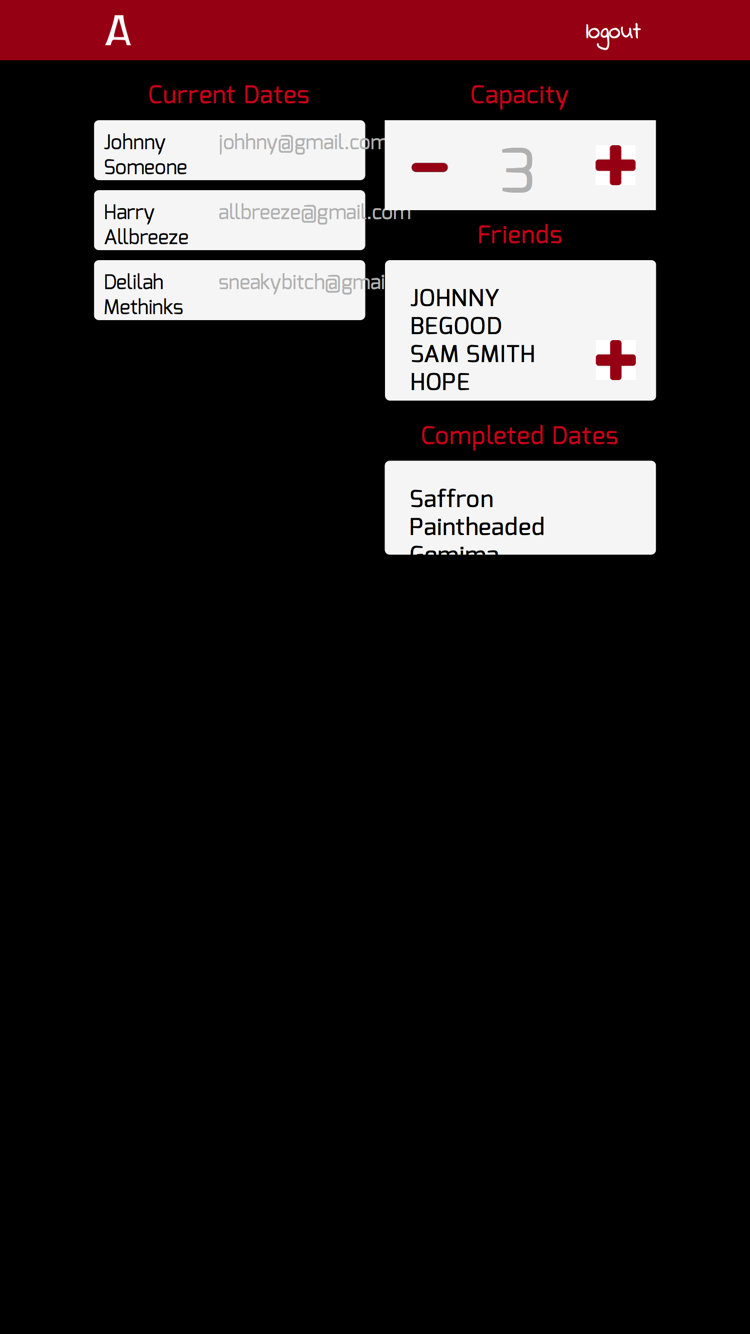 A
logout
Current Dates
Johnny Someone
johhny@gmail.com
Harry Allbreeze
allbreeze@gmail.com
Delilah Methinks
sneakybitch@gmai
Capacity
3
Friends
JOHNNY
BEGOOD
SAM SMITH
HOPE
Completed Dates
Saffron
Paintheaded
Gemima